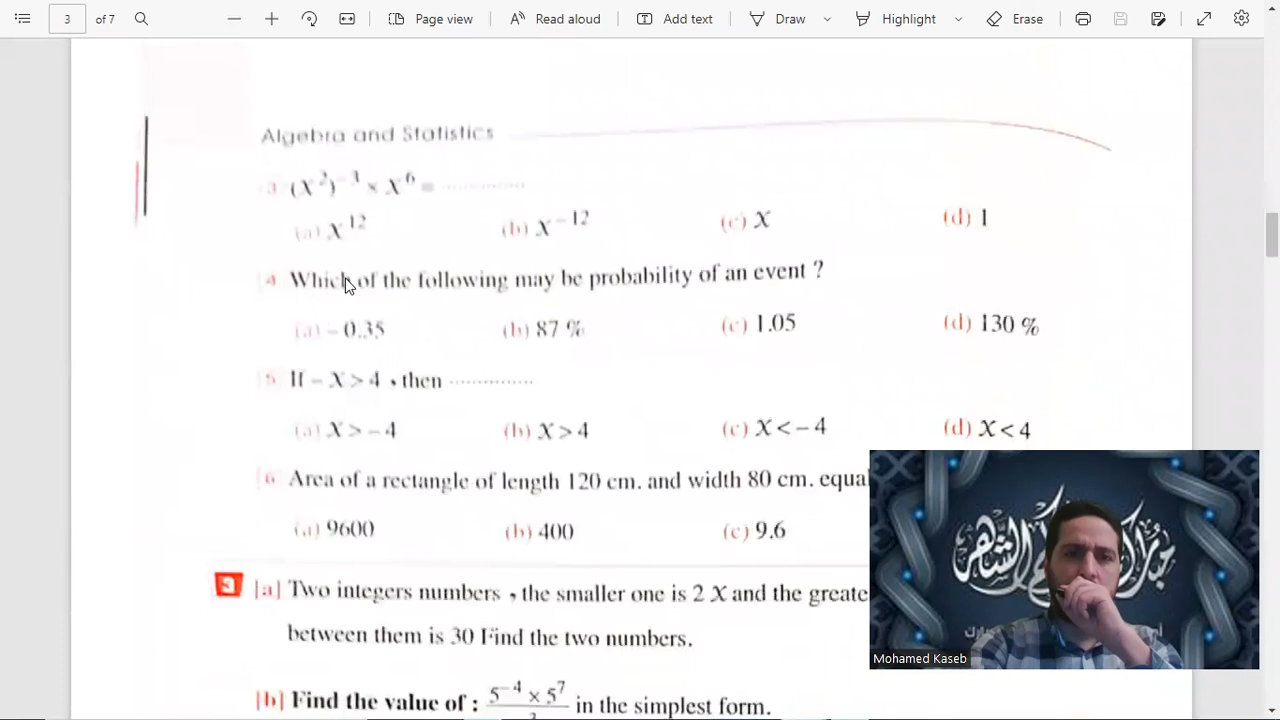 3 of 7 Page view Read aloud Add text Draw Highlight Erase
Algebra and Statistics
3 (X²)⁻³ × X⁶ = ...............
(a) X¹² (b) X⁻¹² (c) X (d) 1
4 Which of the following may be probability of an event ?
(a) – 0.35 (b) 87 % (c) 1.05 (d) 130 %
5 If – X > 4 , then ...............
(a) X > – 4 (b) X > 4 (c) X < – 4 (d) X < 4
6 Area of a rectangle of length 120 cm. and width 80 cm. equal
(a) 9600 (b) 400 (c) 9.6
3 [a] Two integers numbers , the smaller one is 2 X and the greate
between them is 30 Find the two numbers.
[b] Find the value of : 5⁻⁴ × 5⁷ in the simplest form.
Mohamed Kaseb